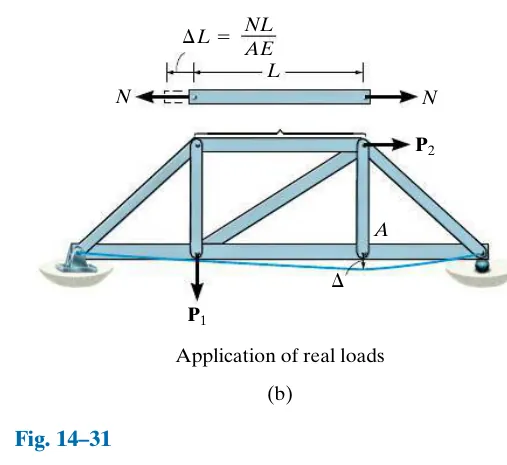 ΔL = NL/AE
L
N
N
P₂
A
Δ
P₁
Application of real loads
(b)
Fig. 14–31